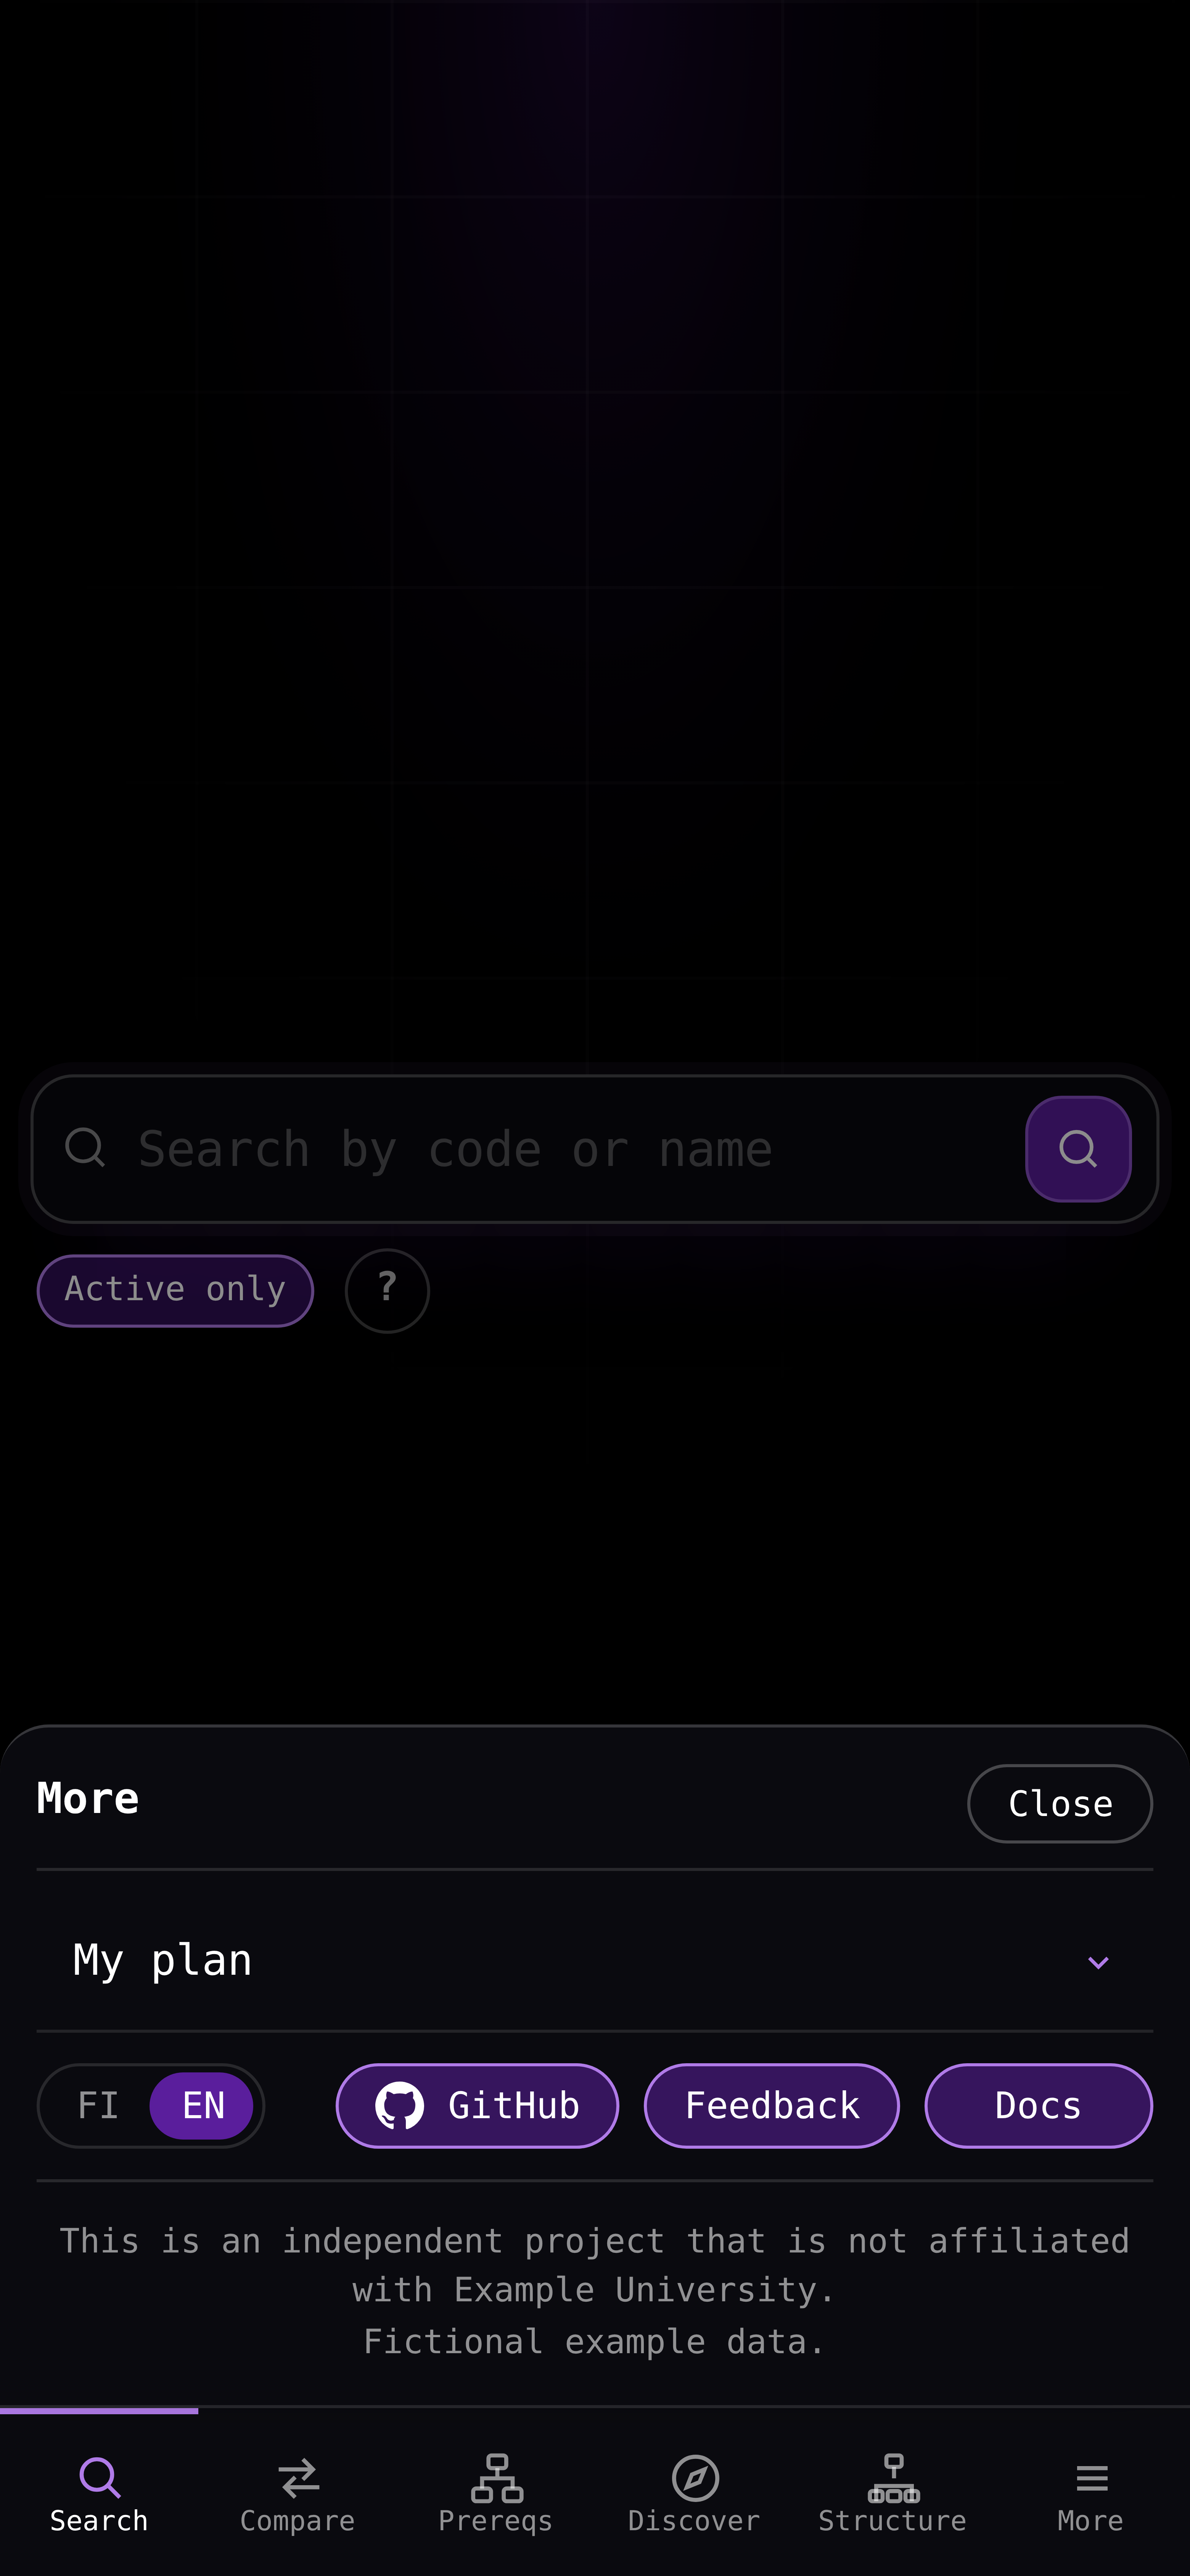 Search by code or name
Active only
?
More
Close
My plan
FI EN GitHub Feedback Docs
This is an independent project that is not affiliated
with Example University.
Fictional example data.
Search Compare Prereqs Discover Structure More